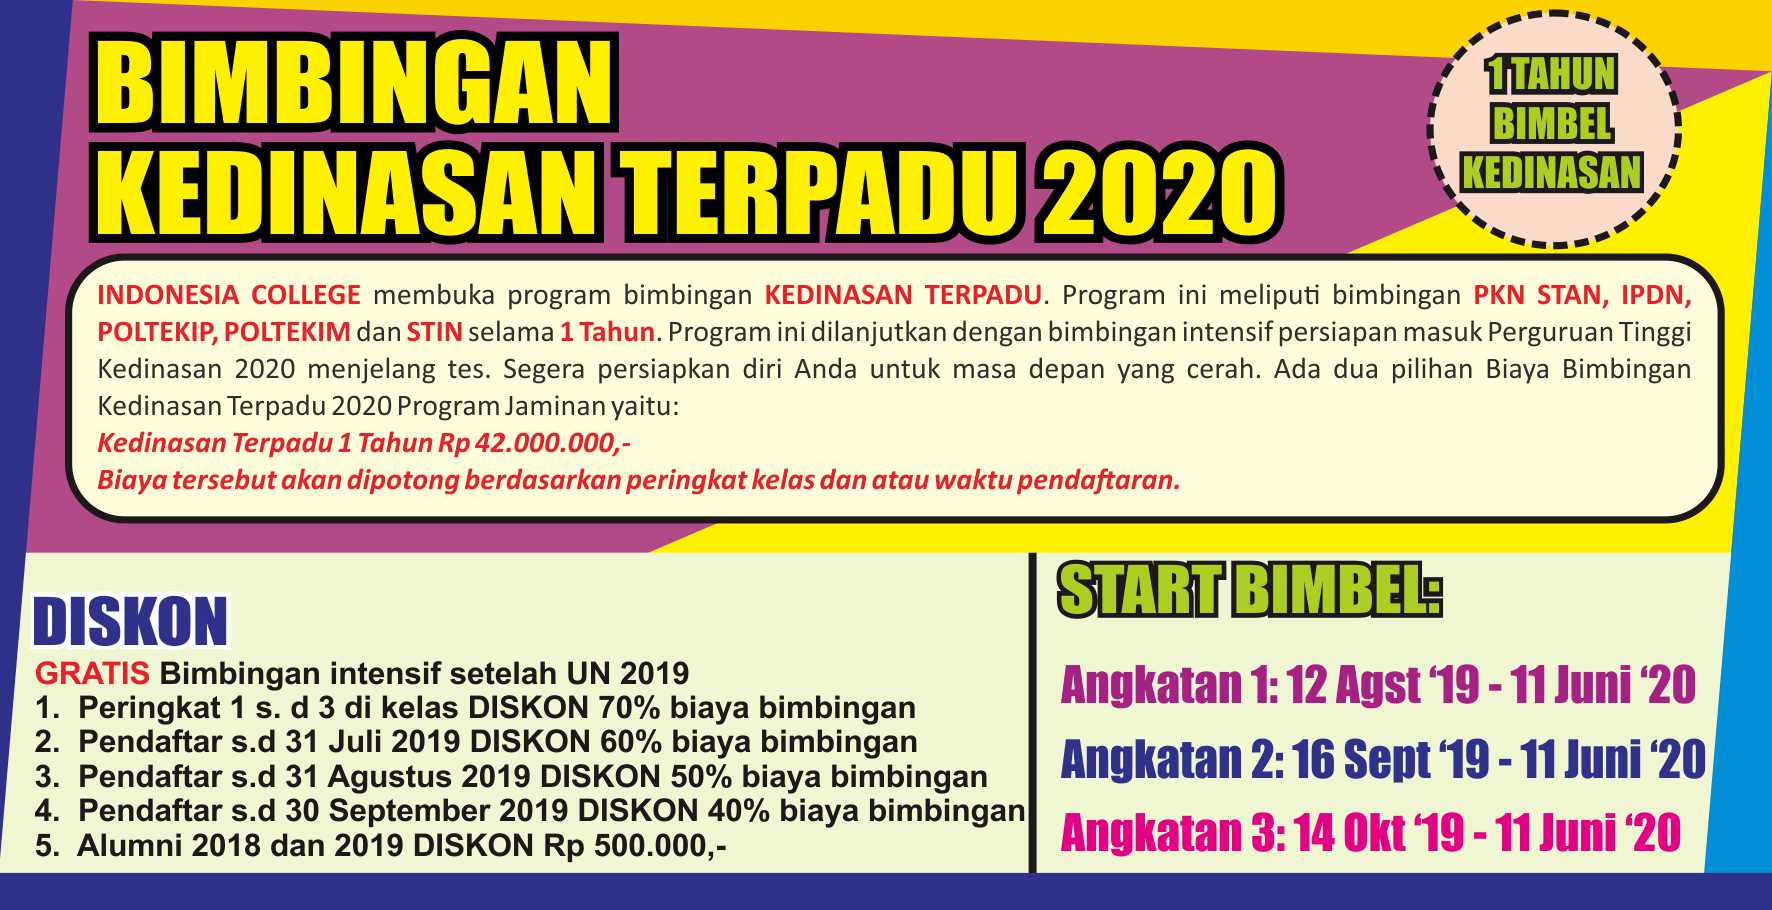 BIMBINGAN
KEDINASAN TERPADU 2020
1 TAHUN
BIMBEL
KEDINASAN
INDONESIA COLLEGE membuka program bimbingan KEDINASAN TERPADU. Program ini meliputi bimbingan PKN STAN, IPDN,
POLTEKIP, POLTEKIM dan STIN selama 1 Tahun. Program ini dilanjutkan dengan bimbingan intensif persiapan masuk Perguruan Tinggi
Kedinasan 2020 menjelang tes. Segera persiapkan diri Anda untuk masa depan yang cerah. Ada dua pilihan Biaya Bimbingan
Kedinasan Terpadu 2020 Program Jaminan yaitu:
Kedinasan Terpadu 1 Tahun Rp 42.000.000,-
Biaya tersebut akan dipotong berdasarkan peringkat kelas dan atau waktu pendaftaran.
DISKON
GRATIS Bimbingan intensif setelah UN 2019
1. Peringkat 1 s. d 3 di kelas DISKON 70% biaya bimbingan
2. Pendaftar s.d 31 Juli 2019 DISKON 60% biaya bimbingan
3. Pendaftar s.d 31 Agustus 2019 DISKON 50% biaya bimbingan
4. Pendaftar s.d 30 September 2019 DISKON 40% biaya bimbingan
5. Alumni 2018 dan 2019 DISKON Rp 500.000,-
START BIMBEL:
Angkatan 1: 12 Agst ‘19 - 11 Juni ‘20
Angkatan 2: 16 Sept ‘19 - 11 Juni ‘20
Angkatan 3: 14 Okt ‘19 - 11 Juni ‘20